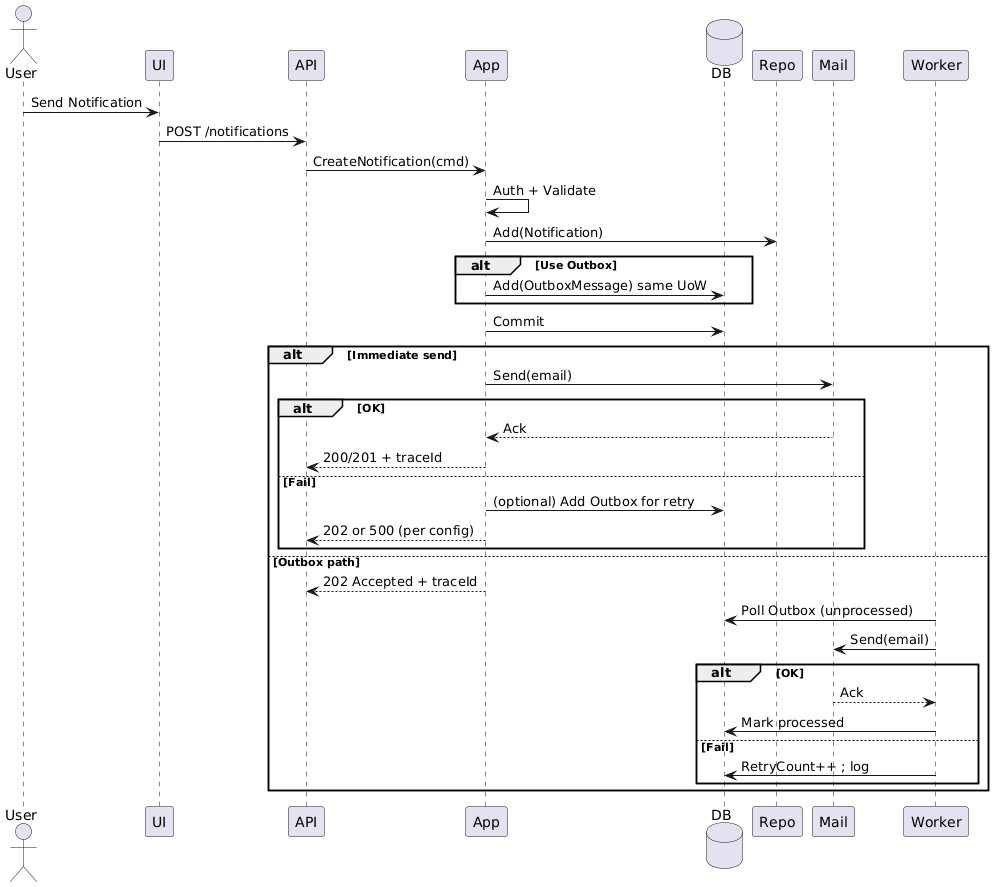 User
UI
API
App
DB
Repo
Mail
Worker
Send Notification
POST /notifications
CreateNotification(cmd)
Auth + Validate
Add(Notification)
alt [Use Outbox]
Add(OutboxMessage) same UoW
Commit
alt [Immediate send]
Send(email)
alt [OK]
Ack
200/201 + traceId
[Fail]
(optional) Add Outbox for retry
202 or 500 (per config)
[Outbox path]
202 Accepted + traceId
Poll Outbox (unprocessed)
Send(email)
alt [OK]
Ack
Mark processed
[Fail]
RetryCount++ ; log
User
UI
API
App
DB
Repo
Mail
Worker